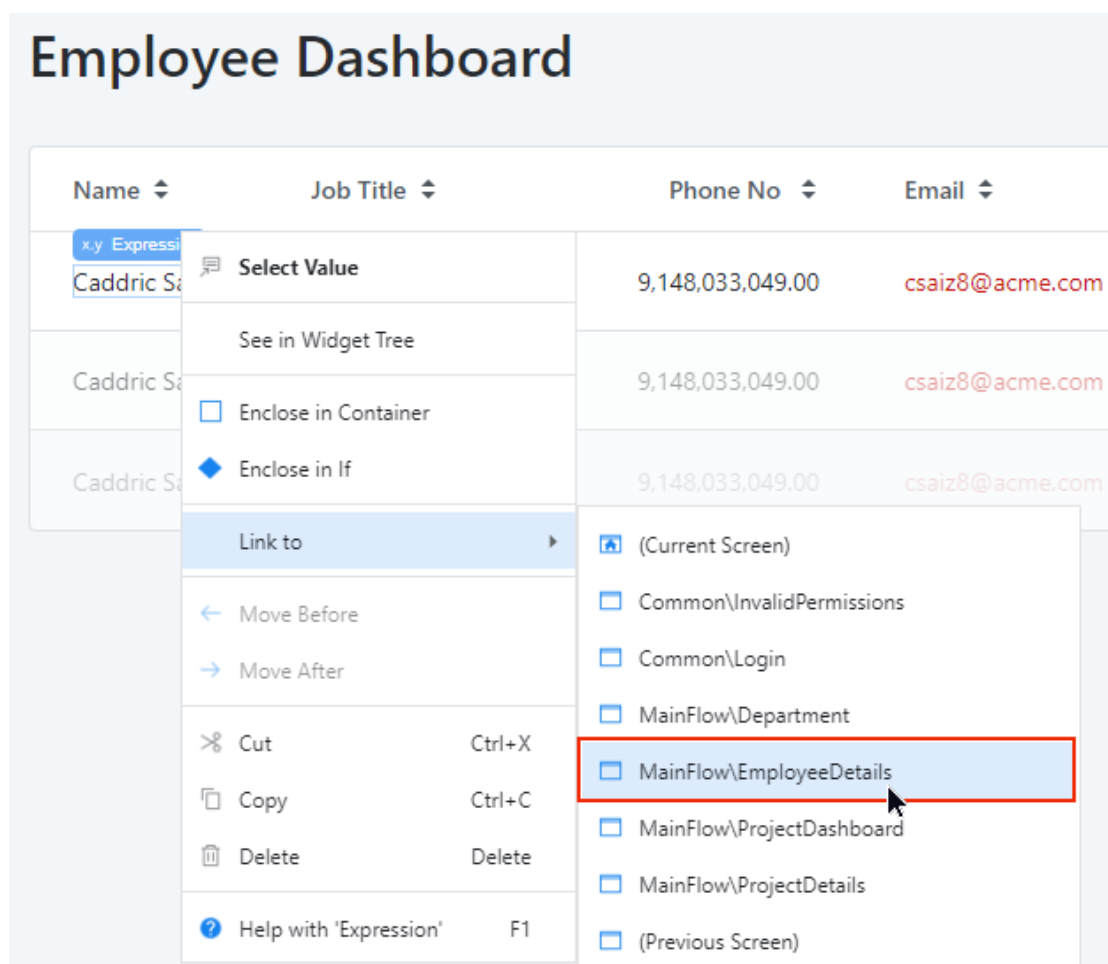 Employee Dashboard
Name Job Title Phone No Email
x.y Expressi
Caddric Sa 9,148,033,049.00 csaiz8@acme.com
Caddric Sa 9,148,033,049.00 csaiz8@acme.com
Caddric Sa 9,148,033,049.00 csaiz8@acme.com
Select Value
See in Widget Tree
Enclose in Container
Enclose in If
Link to
Move Before
Move After
Cut Ctrl+X
Copy Ctrl+C
Delete Delete
Help with 'Expression' F1
(Current Screen)
Common\InvalidPermissions
Common\Login
MainFlow\Department
MainFlow\EmployeeDetails
MainFlow\ProjectDashboard
MainFlow\ProjectDetails
(Previous Screen)